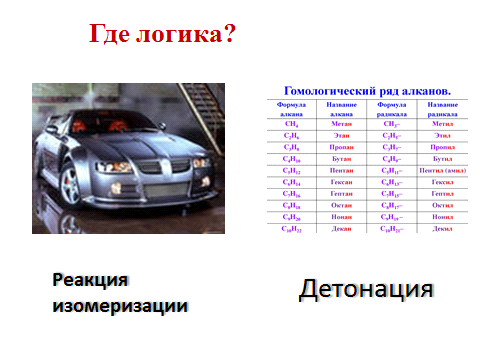 Где логика?
Гомологический ряд алканов.
Формула алкана Название алкана Формула радикала Название радикала
CH₄ Метан CH₃– Метил
C₂H₆ Этан C₂H₅– Этил
C₃H₈ Пропан C₃H₇– Пропил
C₄H₁₀ Бутан C₄H₉– Бутил
C₅H₁₂ Пентан C₅H₁₁– Пентил (амил)
C₆H₁₄ Гексан C₆H₁₃– Гексил
C₇H₁₆ Гептан C₇H₁₅– Гептил
C₈H₁₈ Октан C₈H₁₇– Октил
C₉H₂₀ Нонан C₉H₁₉– Нонил
C₁₀H₂₂ Декан C₁₀H₂₁– Декил
Реакция
изомеризации
Детонация